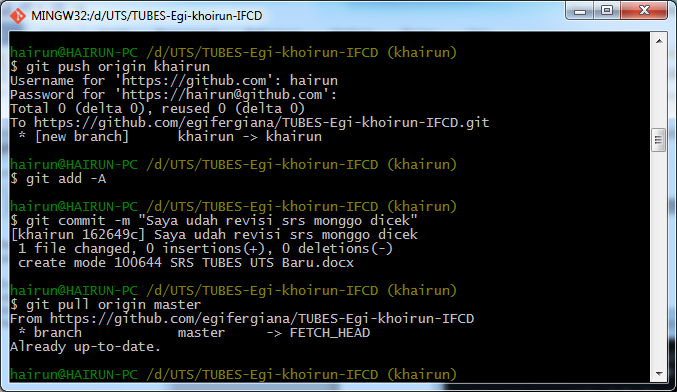 MINGW32:/d/UTS/TUBES-Egi-khoirun-IFCD
hairun@HAIRUN-PC /d/UTS/TUBES-Egi-khoirun-IFCD (khairun)
$ git push origin khairun
Username for 'https://github.com': hairun
Password for 'https://hairun@github.com':
Total 0 (delta 0), reused 0 (delta 0)
To https://github.com/egifergiana/TUBES-Egi-khoirun-IFCD.git
 * [new branch]      khairun -> khairun
hairun@HAIRUN-PC /d/UTS/TUBES-Egi-khoirun-IFCD (khairun)
$ git add -A
hairun@HAIRUN-PC /d/UTS/TUBES-Egi-khoirun-IFCD (khairun)
$ git commit -m "Saya udah revisi srs monggo dicek"
[khairun 162649c] Saya udah revisi srs monggo dicek
 1 file changed, 0 insertions(+), 0 deletions(-)
 create mode 100644 SRS TUBES UTS Baru.docx
hairun@HAIRUN-PC /d/UTS/TUBES-Egi-khoirun-IFCD (khairun)
$ git pull origin master
From https://github.com/egifergiana/TUBES-Egi-khoirun-IFCD
 * branch            master     -> FETCH_HEAD
Already up-to-date.
hairun@HAIRUN-PC /d/UTS/TUBES-Egi-khoirun-IFCD (khairun)